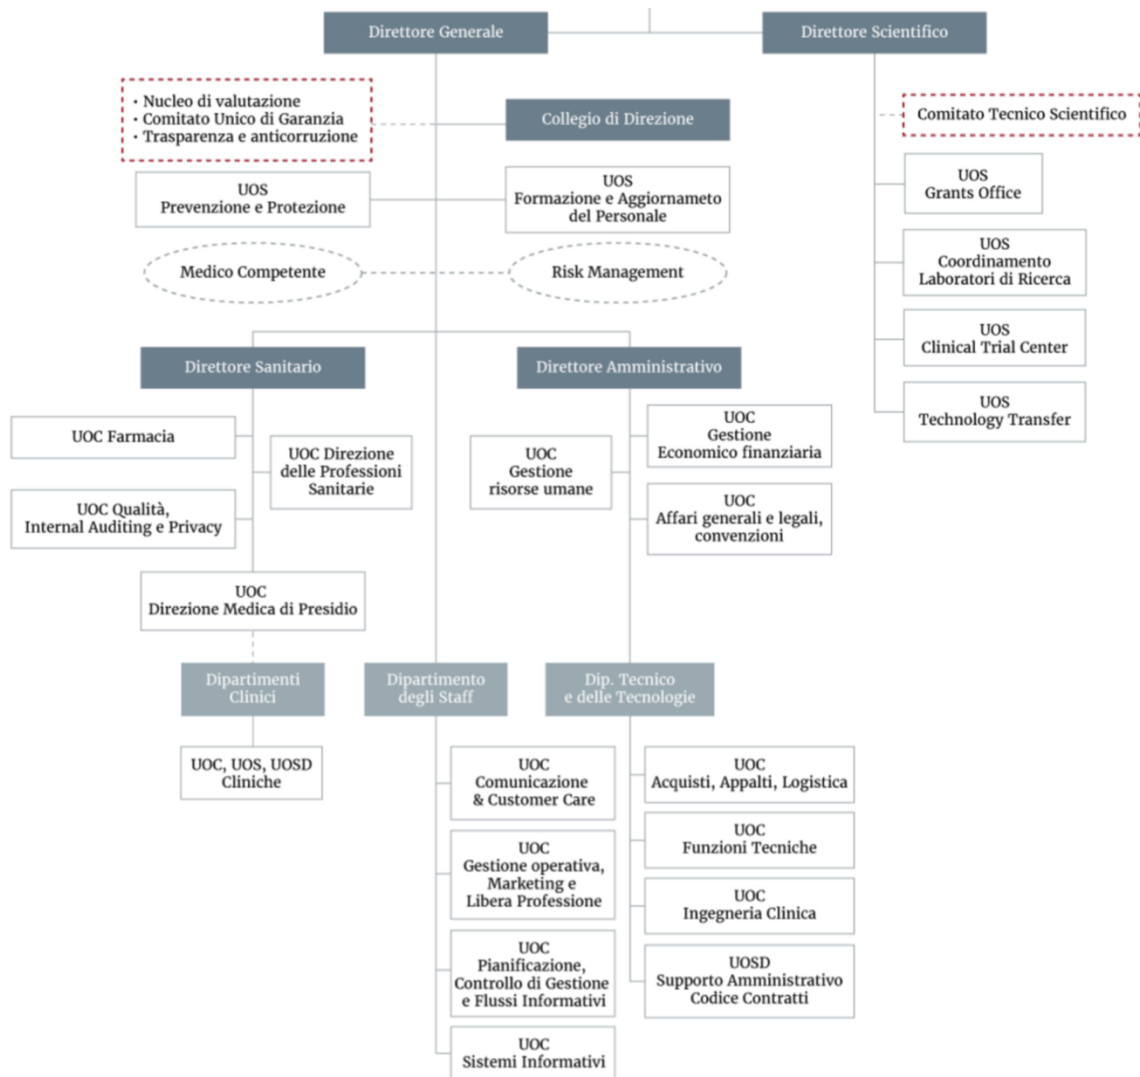 Direttore Generale
Direttore Scientifico
• Nucleo di valutazione
• Comitato Unico di Garanzia
• Trasparenza e anticorruzione
Collegio di Direzione
Comitato Tecnico Scientifico
UOS
Prevenzione e Protezione
UOS
Formazione e Aggiornameto
del Personale
UOS
Grants Office
Medico Competente
Risk Management
UOS
Coordinamento
Laboratori di Ricerca
UOS
Clinical Trial Center
UOS
Technology Transfer
Direttore Sanitario
Direttore Amministrativo
UOC Farmacia
UOC Direzione
delle Professioni
Sanitarie
UOC Qualità,
Internal Auditing e Privacy
UOC
Gestione
risorse umane
UOC
Gestione
Economico finanziaria
UOC
Affari generali e legali,
convenzioni
UOC
Direzione Medica di Presidio
Dipartimenti
Clinici
Dipartimento
degli Staff
Dip. Tecnico
e delle Tecnologie
UOC, UOS, UOSD
Cliniche
UOC
Comunicazione
& Customer Care
UOC
Gestione operativa,
Marketing e
Libera Professione
UOC
Pianificazione,
Controllo di Gestione
e Flussi Informativi
UOC
Sistemi Informativi
UOC
Acquisti, Appalti, Logistica
UOC
Funzioni Tecniche
UOC
Ingegneria Clinica
UOSD
Supporto Amministrativo
Codice Contratti